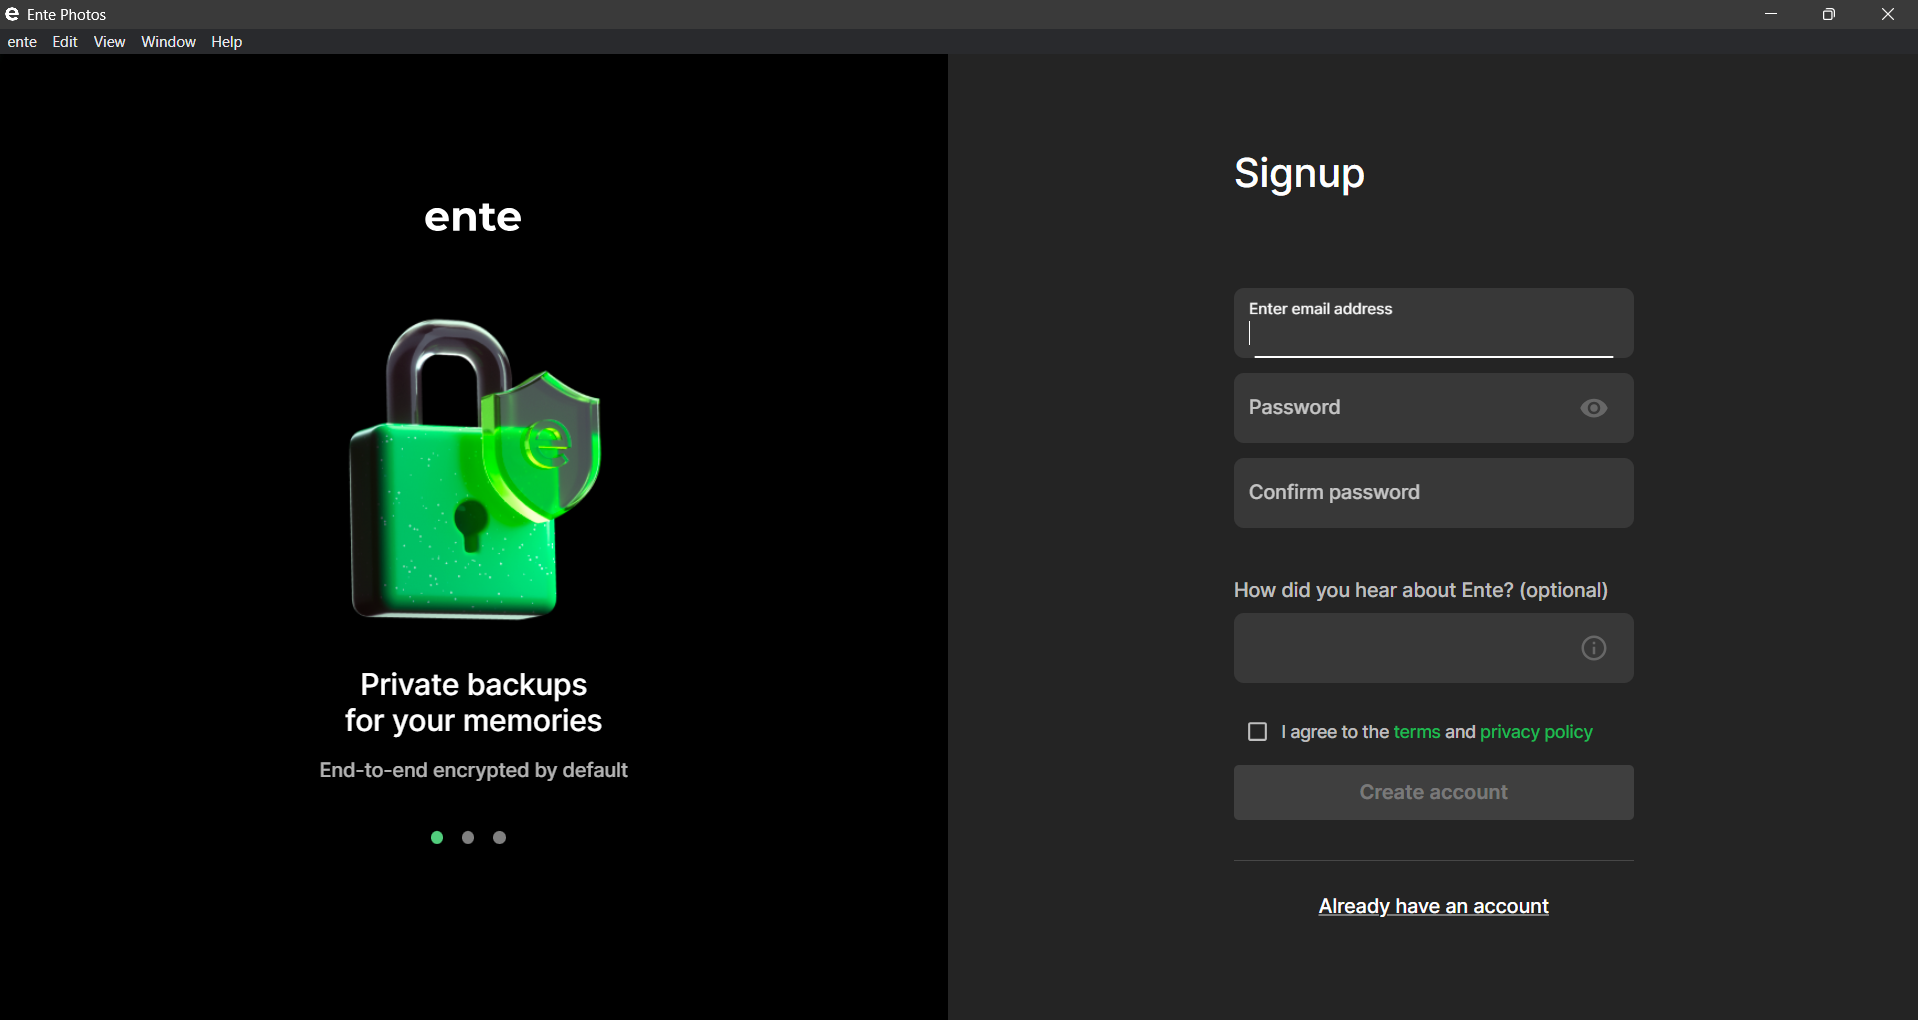 Ente Photos
ente Edit View Window Help
ente
Private backups
for your memories
End-to-end encrypted by default
Signup
Enter email address
Password
Confirm password
How did you hear about Ente? (optional)
I agree to the terms and privacy policy
Create account
Already have an account